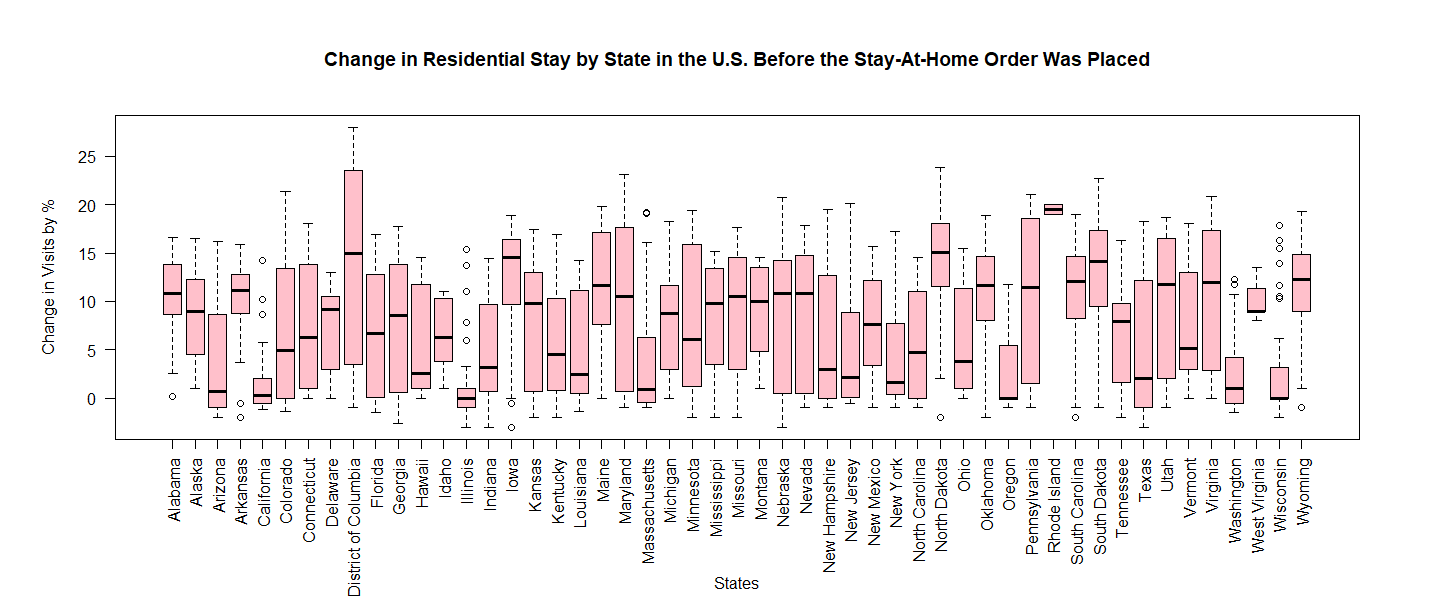 Change in Residential Stay by State in the U.S. Before the Stay-At-Home Order Was Placed
Change in Visits by %
25
20
15
10
5
0
Alabama
Alaska
Arizona
Arkansas
California
Colorado
Connecticut
Delaware
District of Columbia
Florida
Georgia
Hawaii
Idaho
Illinois
Indiana
Iowa
Kansas
Kentucky
Louisiana
Maine
Maryland
Massachusetts
Michigan
Minnesota
Mississippi
Missouri
Montana
Nebraska
Nevada
New Hampshire
New Jersey
New Mexico
New York
North Carolina
North Dakota
Ohio
Oklahoma
Oregon
Pennsylvania
Rhode Island
South Carolina
South Dakota
Tennessee
Texas
Utah
Vermont
Virginia
Washington
West Virginia
Wisconsin
Wyoming
States